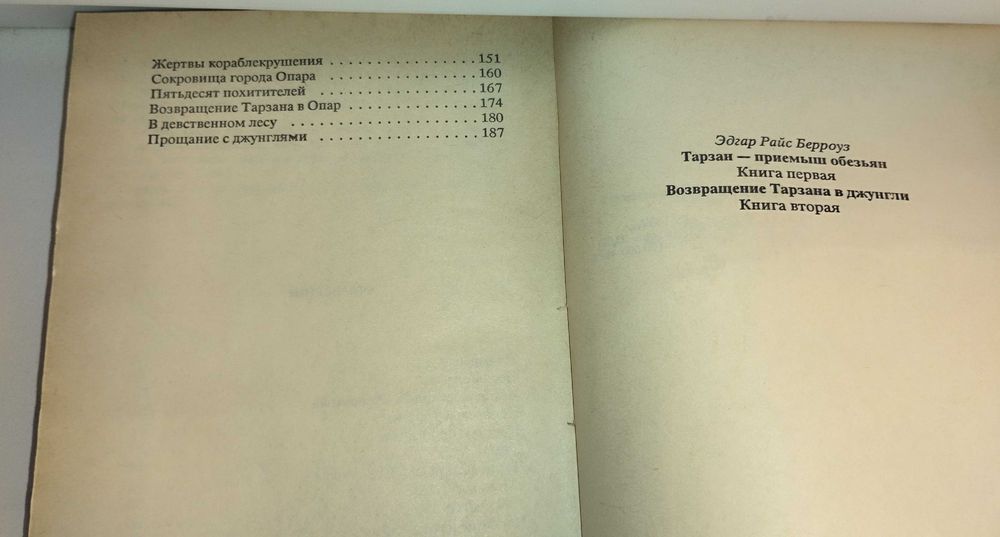 Жертвы кораблекрушения . . . . . . . . . . . . . . . . 151
Сокровища города Опара . . . . . . . . . . . . . . . . 160
Пятьдесят похитителей . . . . . . . . . . . . . . . . . 167
Возвращение Тарзана в Опар . . . . . . . . . . . . . . 174
В девственном лесу . . . . . . . . . . . . . . . . . . . . 180
Прощание с джунглями . . . . . . . . . . . . . . . . . 187
Эдгар Райс Берроуз
Тарзан — приемыш обезьян
Книга первая
Возвращение Тарзана в джунгли
Книга вторая